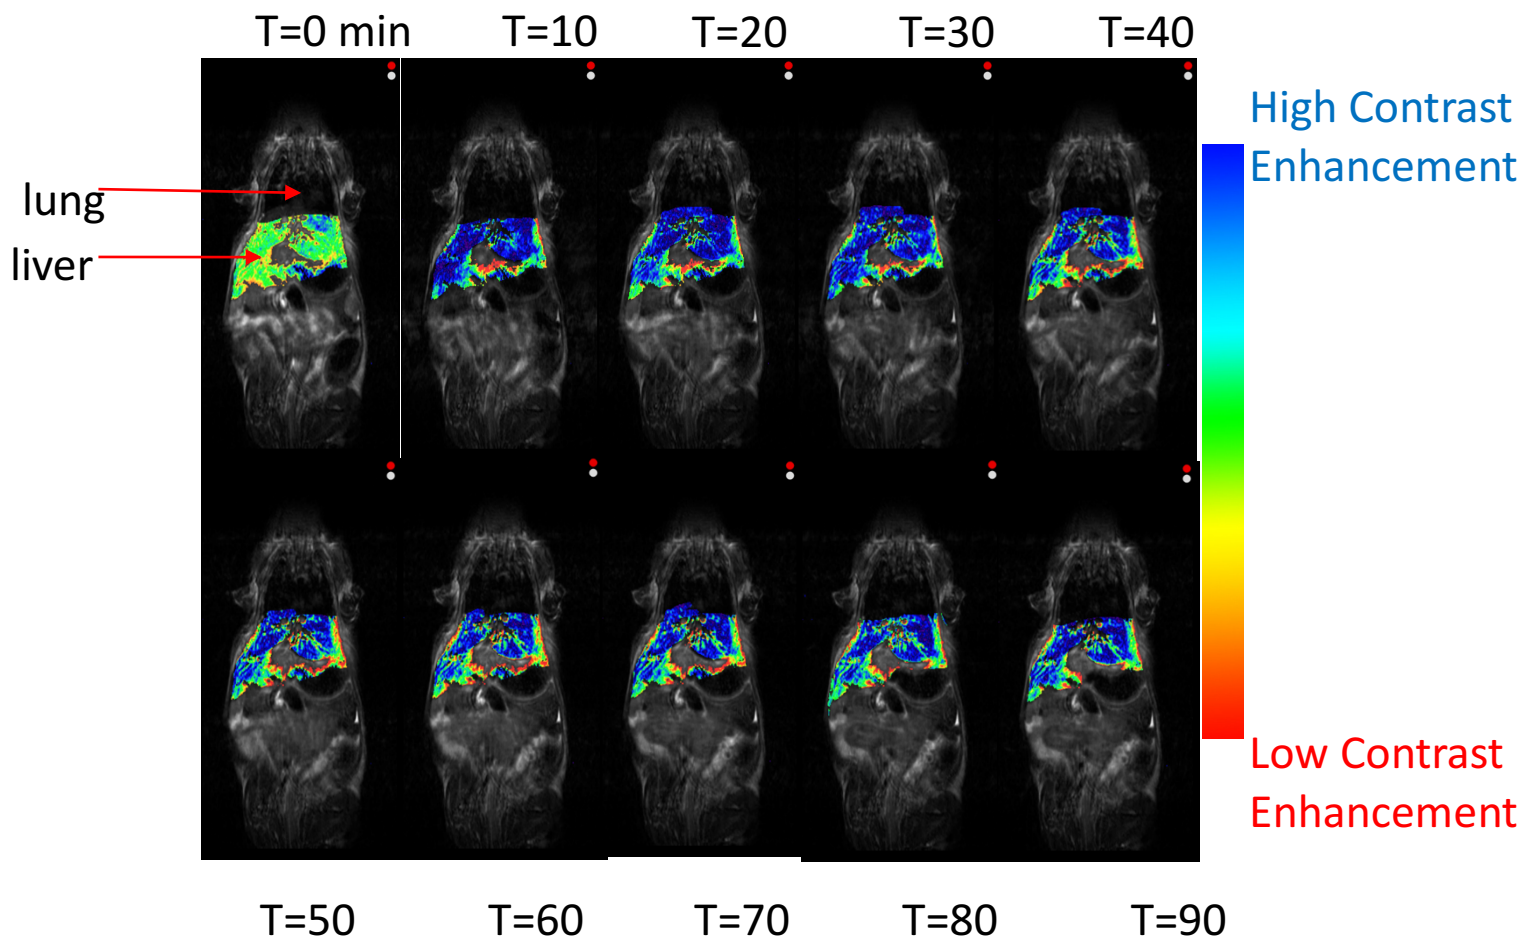 T=0 min T=10 T=20 T=30 T=40
High Contrast
Enhancement
lung
liver
Low Contrast
Enhancement
T=50 T=60 T=70 T=80 T=90